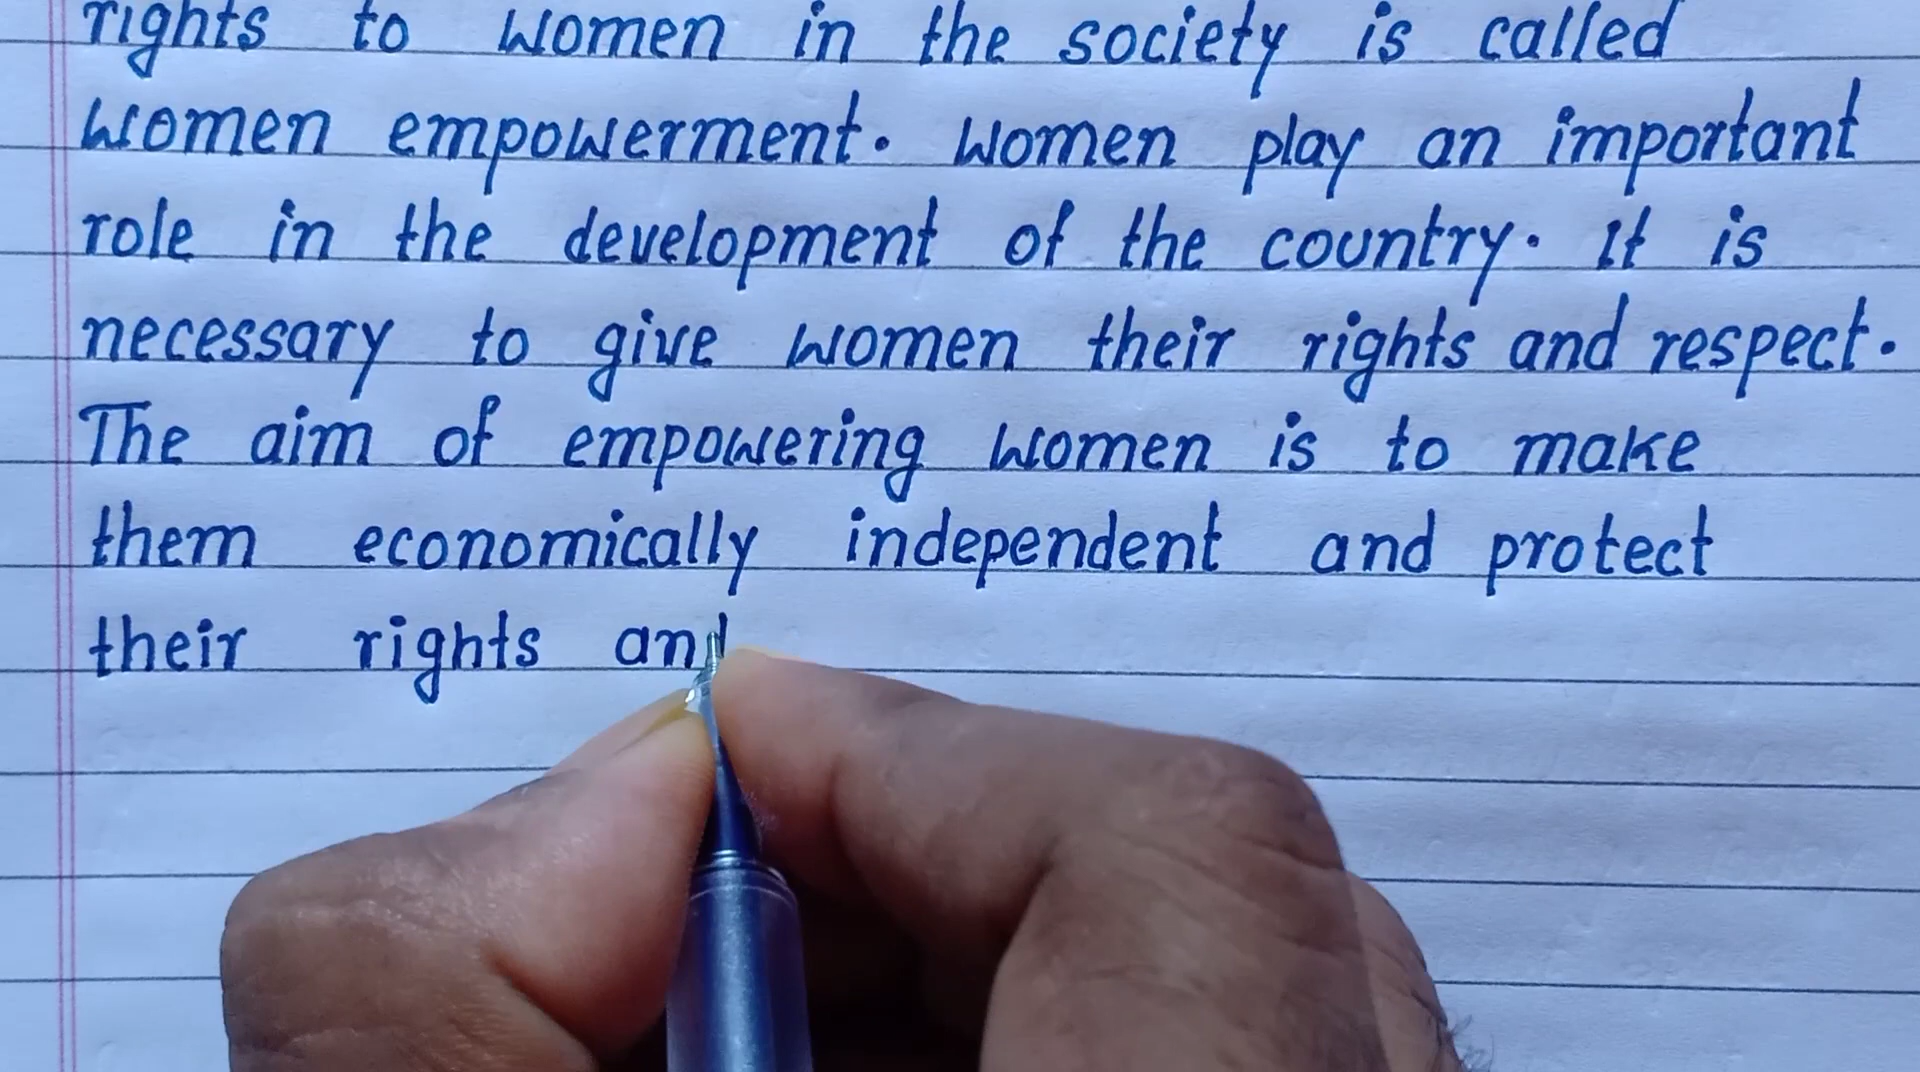 rights to women in the society is called
women empowerment. Women play an important
role in the development of the country. It is
necessary to give women their rights and respect.
The aim of empowering women is to make
them economically independent and protect
their rights and